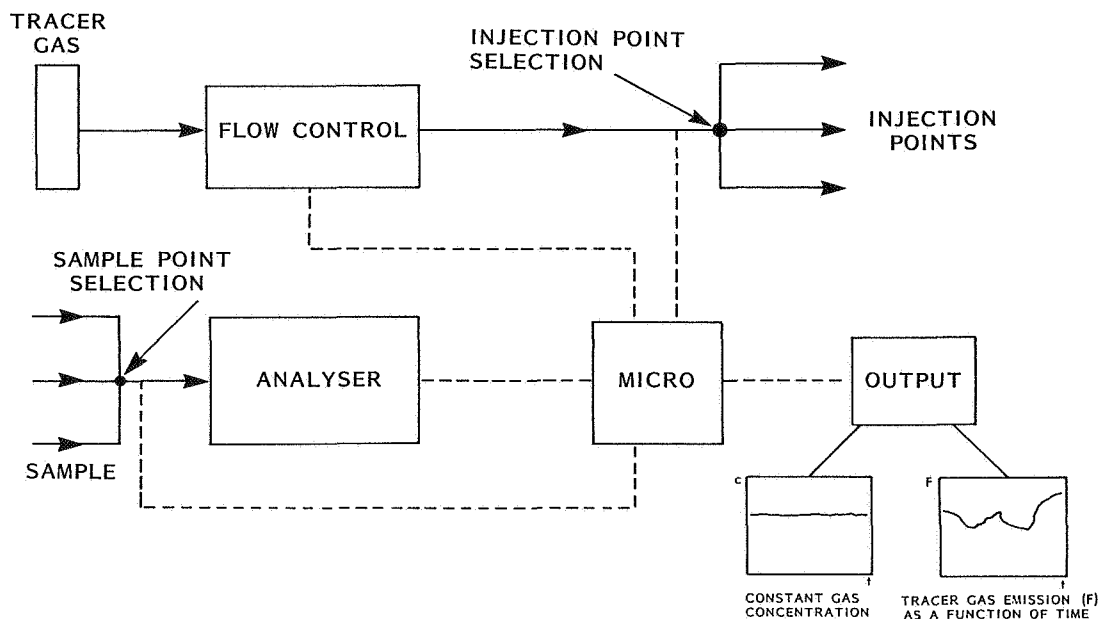 TRACER
GAS
FLOW CONTROL
INJECTION POINT
SELECTION
INJECTION
POINTS
SAMPLE POINT
SELECTION
SAMPLE
ANALYSER
MICRO
OUTPUT
C
F
CONSTANT GAS
CONCENTRATION
TRACER GAS EMISSION (F)
AS A FUNCTION OF TIME